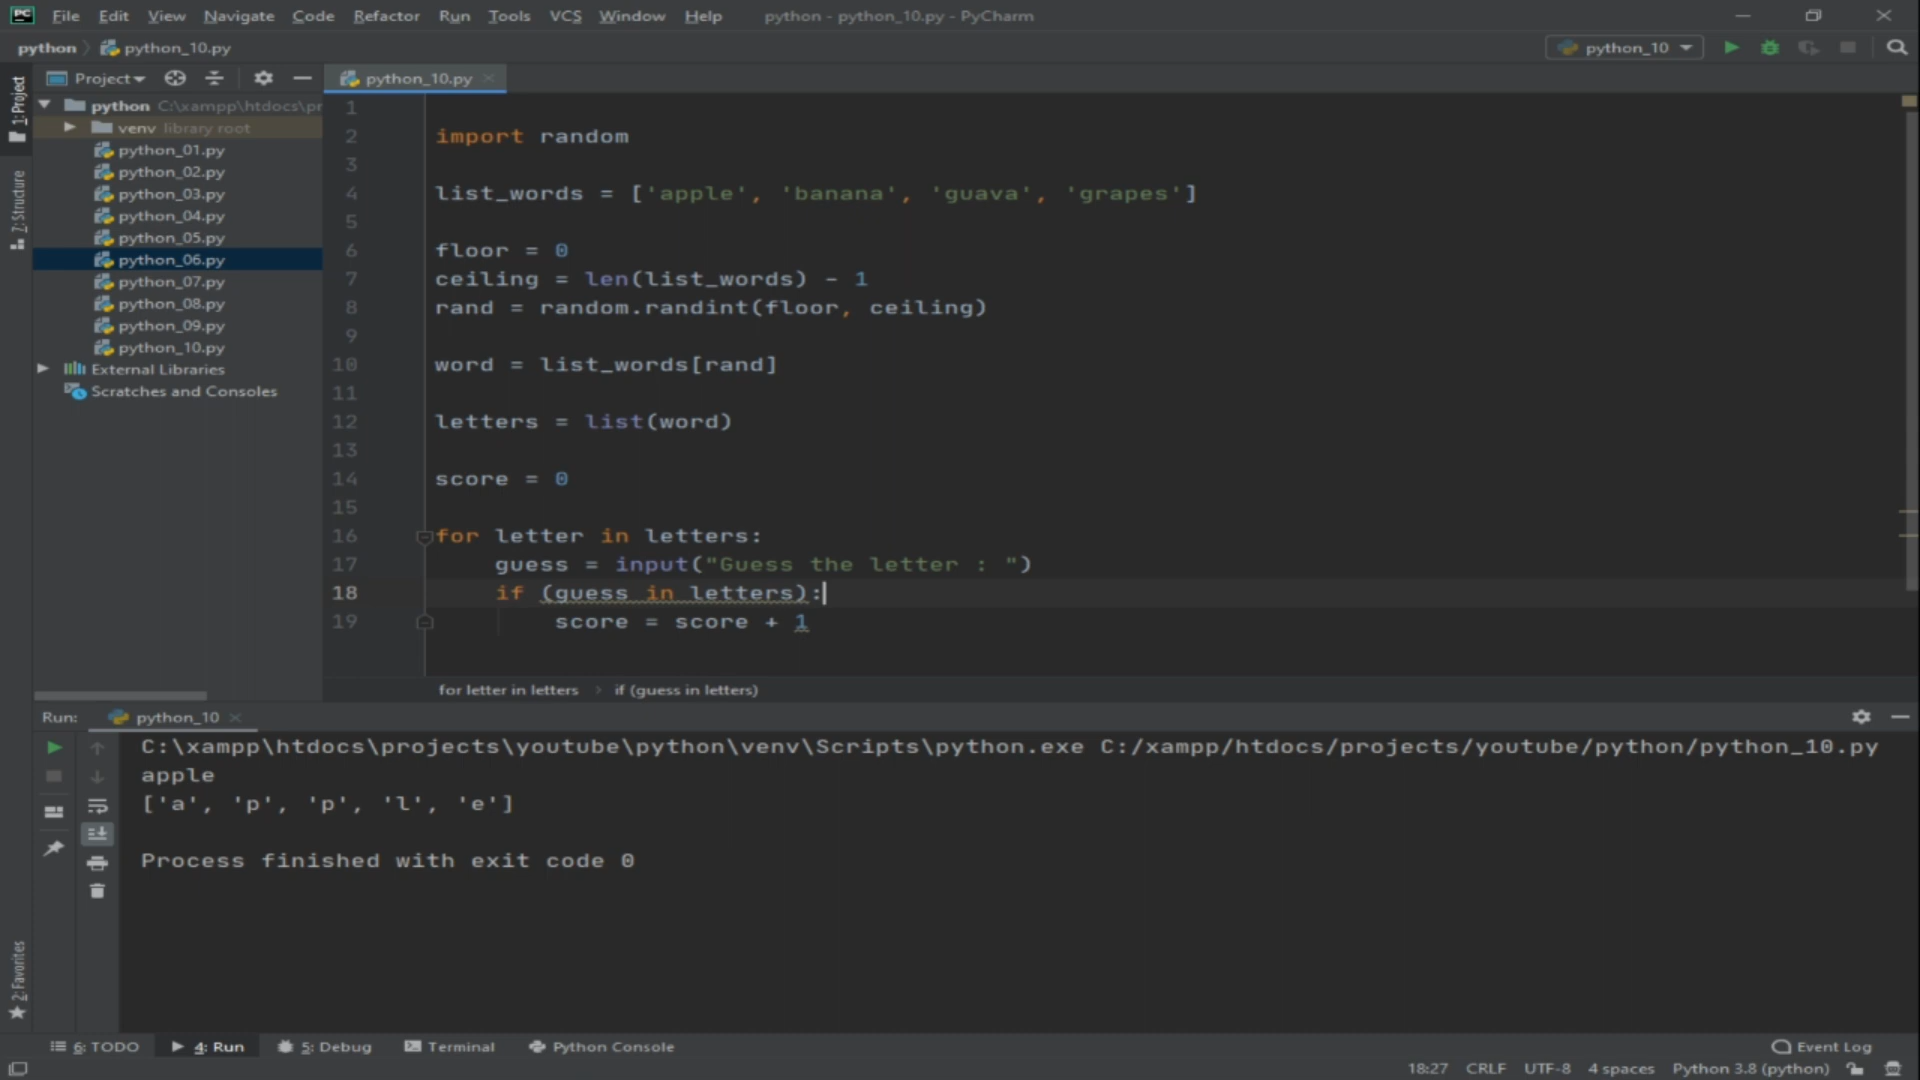 PC File Edit View Navigate Code Refactor Run Tools VCS Window Help python - python_10.py - PyCharm
python python_10.py python_10
1: Project
Z: Structure
2: Favorites
Project python_10.py
python C:\xampp\htdocs\pr
venv library root
python_01.py
python_02.py
python_03.py
python_04.py
python_05.py
python_06.py
python_07.py
python_08.py
python_09.py
python_10.py
External Libraries
Scratches and Consoles
1
2 import random
3
4 list_words = ['apple', 'banana', 'guava', 'grapes']
5
6 floor = 0
7 ceiling = len(list_words) - 1
8 rand = random.randint(floor, ceiling)
9
10 word = list_words[rand]
11
12 letters = list(word)
13
14 score = 0
15
16 for letter in letters:
17 guess = input("Guess the letter : ")
18 if (guess in letters):
19 score = score + 1
for letter in letters if (guess in letters)
Run: python_10
C:\xampp\htdocs\projects\youtube\python\venv\Scripts\python.exe C:/xampp/htdocs/projects/youtube/python/python_10.py
apple
['a', 'p', 'p', 'l', 'e']
Process finished with exit code 0
6: TODO 4: Run 5: Debug Terminal Python Console Event Log
18:27 CRLF UTF-8 4 spaces Python 3.8 (python)